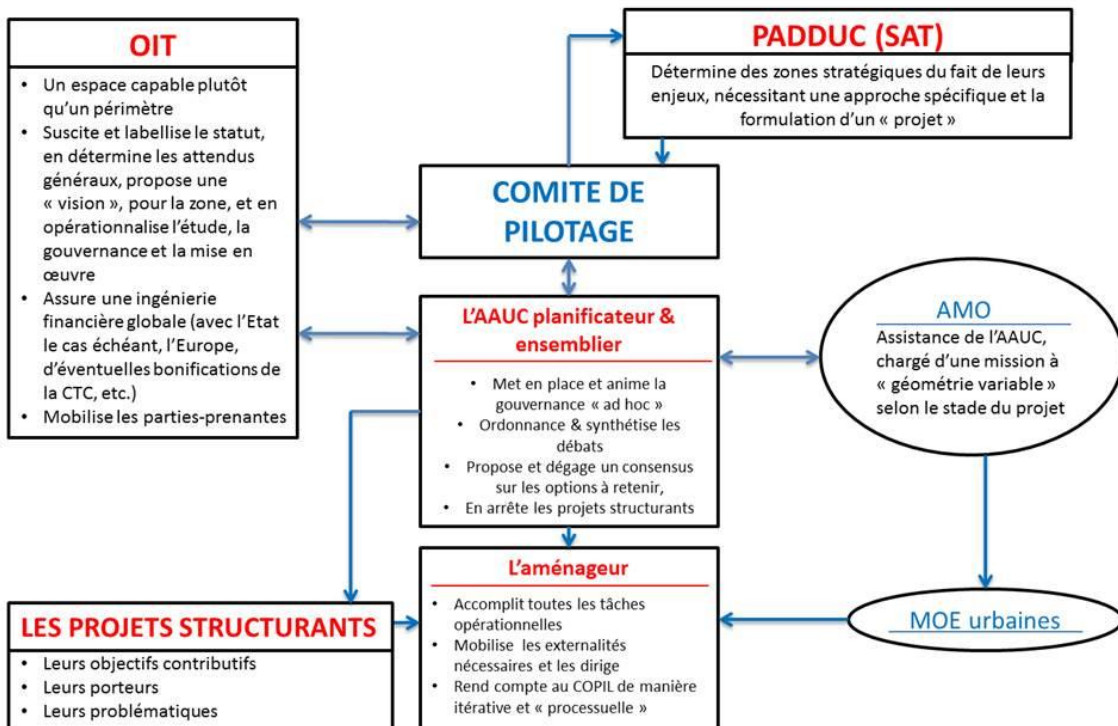 OIT
• Un espace capable plutôt
qu’un périmètre
• Suscite et labellise le statut,
en détermine les attendus
généraux, propose une
« vision », pour la zone, et en
opérationnalise l’étude, la
gouvernance et la mise en
œuvre
• Assure une ingénierie
financière globale (avec l’Etat
le cas échéant, l’Europe,
d’éventuelles bonifications de
la CTC, etc.)
• Mobilise les parties-prenantes
PADDUC (SAT)
Détermine des zones stratégiques du fait de leurs
enjeux, nécessitant une approche spécifique et la
formulation d’un « projet »
COMITE DE
PILOTAGE
L’AAUC planificateur &
ensemblier
• Met en place et anime la
gouvernance « ad hoc »
• Ordonnance & synthétise les
débats
• Propose et dégage un consensus
sur les options à retenir,
• En arrête les projets structurants
AMO
Assistance de l’AAUC,
chargé d’une mission à
« géométrie variable »
selon le stade du projet
L’aménageur
• Accomplit toutes les tâches
opérationnelles
• Mobilise les externalités
nécessaires et les dirige
• Rend compte au COPIL de manière
itérative et « processuelle »
MOE urbaines
LES PROJETS STRUCTURANTS
• Leurs objectifs contributifs
• Leurs porteurs
• Leurs problématiques